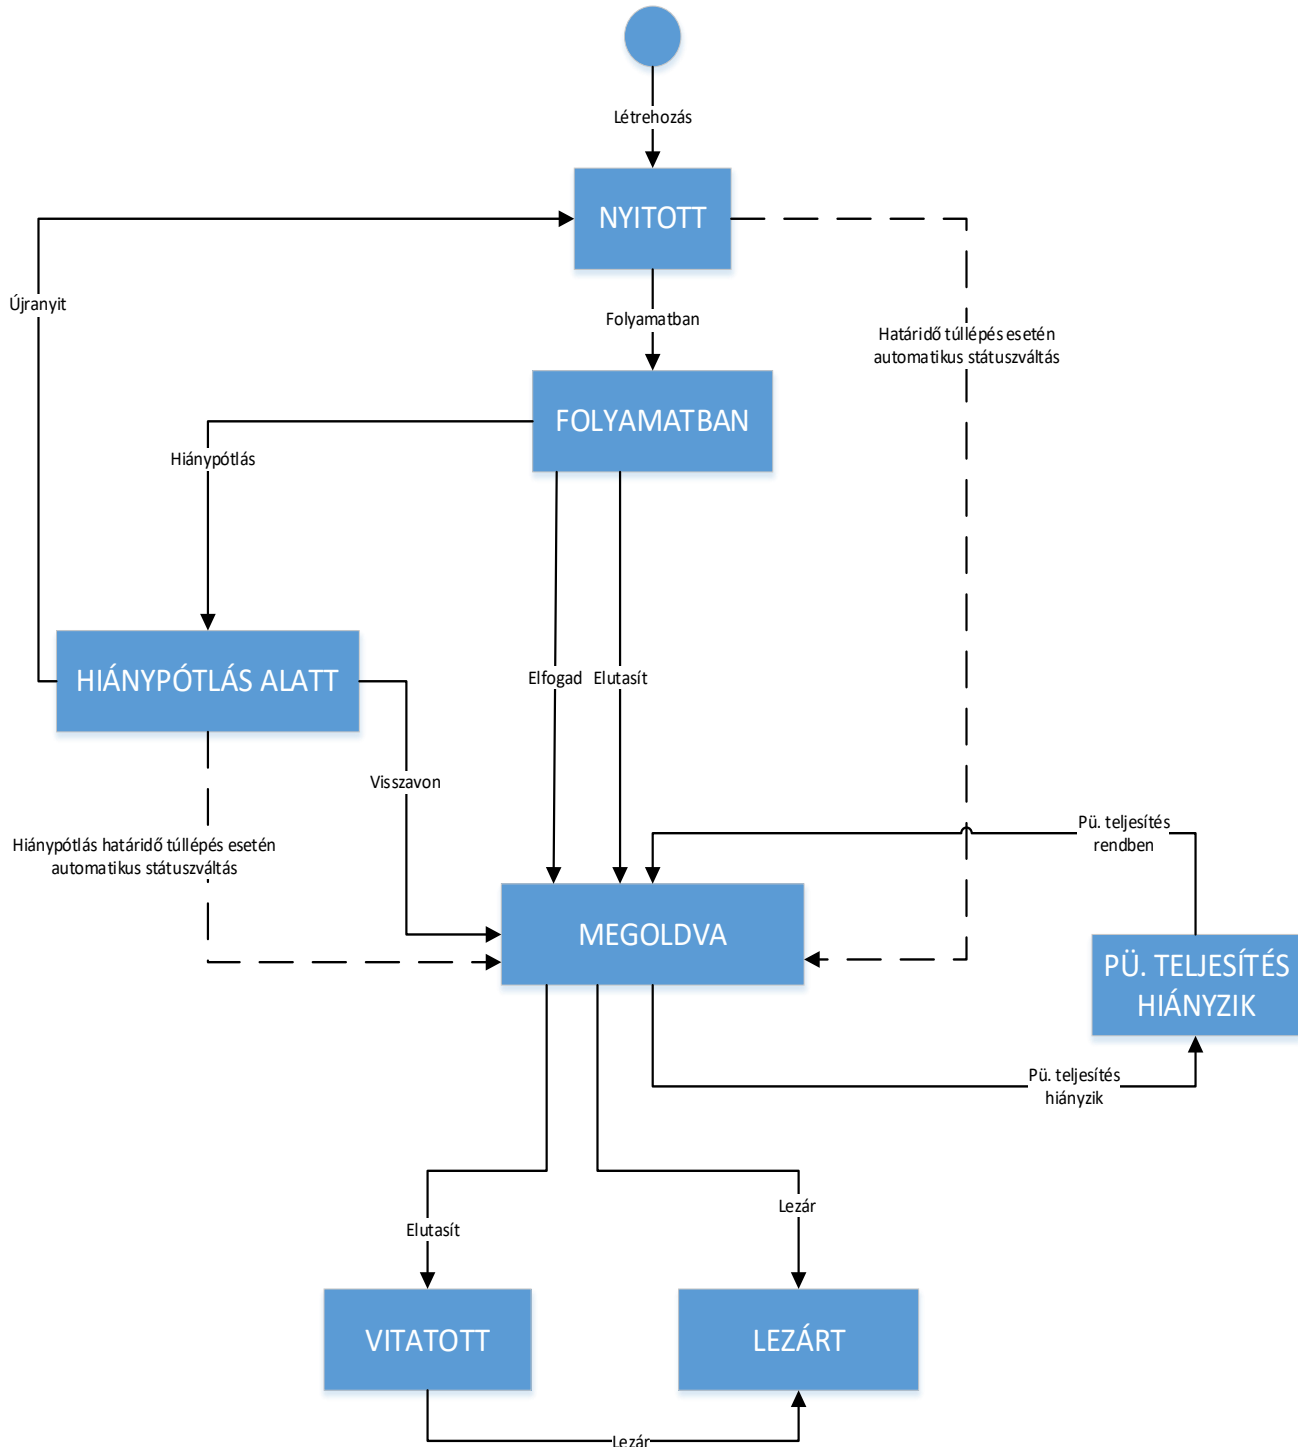 Létrehozás
NYITOTT
Újranyit
Folyamatban
Határidő túllépés esetén
automatikus státuszváltás
FOLYAMATBAN
Hiánypótlás
HIÁNYPÓTLÁS ALATT
Elfogad
Elutasít
Visszavon
Hiánypótlás határidő túllépés esetén
automatikus státuszváltás
Pü. teljesítés
rendben
MEGOLDVA
PÜ. TELJESÍTÉS
HIÁNYZIK
Pü. teljesítés
hiányzik
Lezár
Elutasít
VITATOTT
LEZÁRT
Lezár